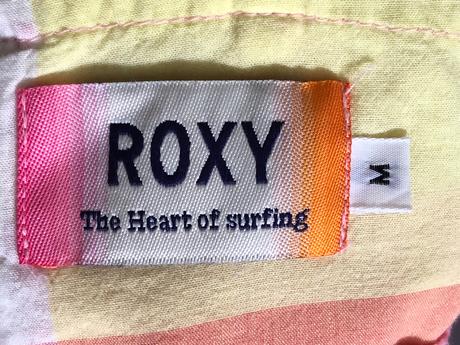 ROXY
The Heart of surfing
M